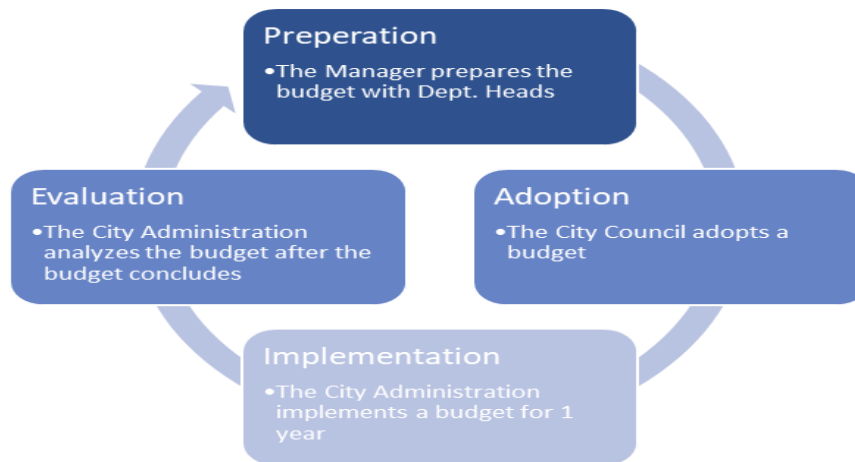 Preperation
•The Manager prepares the
budget with Dept. Heads
Evaluation
•The City Administration
analyzes the budget after the
budget concludes
Adoption
•The City Council adopts a
budget
Implementation
•The City Administration
implements a budget for 1
year